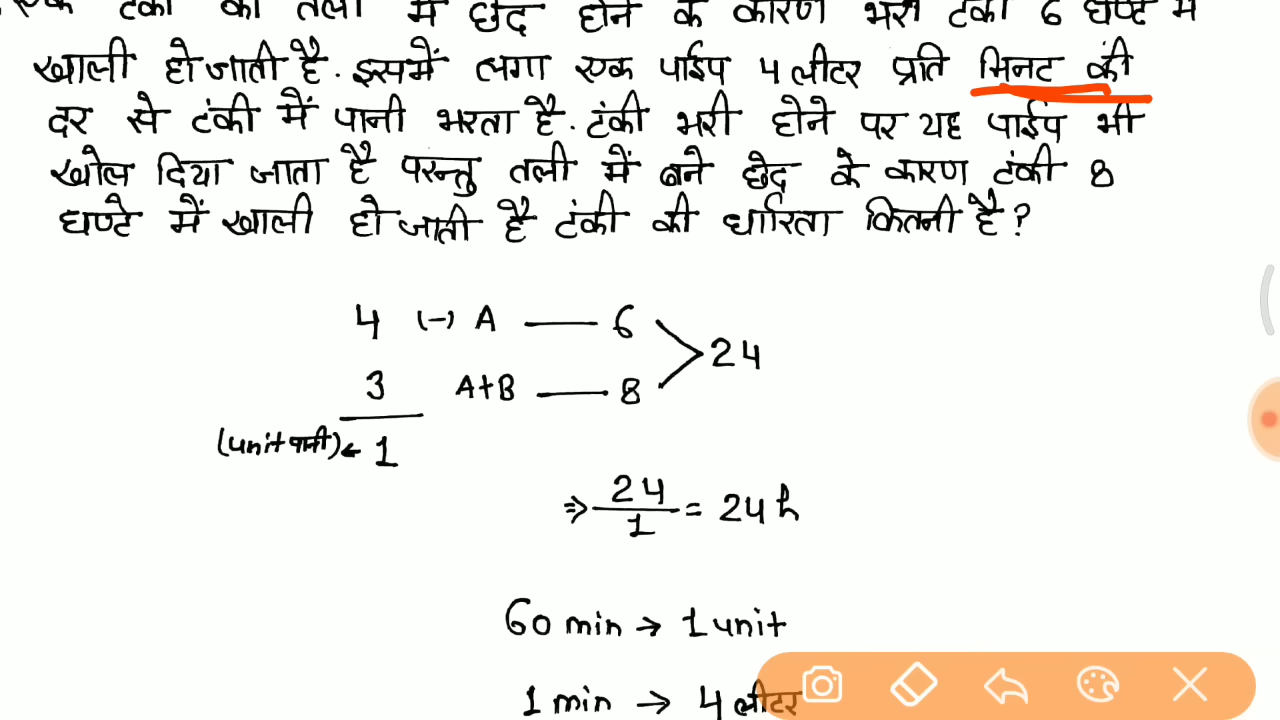 एक टंकी की तली में छेद होने के कारण भरी टंकी 6 घण्टे में
खाली हो जाती है. इसमें लगा एक पाईप 4 लीटर प्रति मिनट की
दर से टंकी में पानी भरता है. टंकी भरी होने पर यह पाईप भी
खोल दिया जाता है परन्तु तली में बने छेद के कारण टंकी 8
घण्टे में खाली हो जाती है टंकी की धारिता कितनी है?
4 (-) A — 6
24
3 A+B — 8
(unit पानी) ← 1
⇒ 24/1 = 24 h
60 min → 1 unit
1 min → 4 लीटर